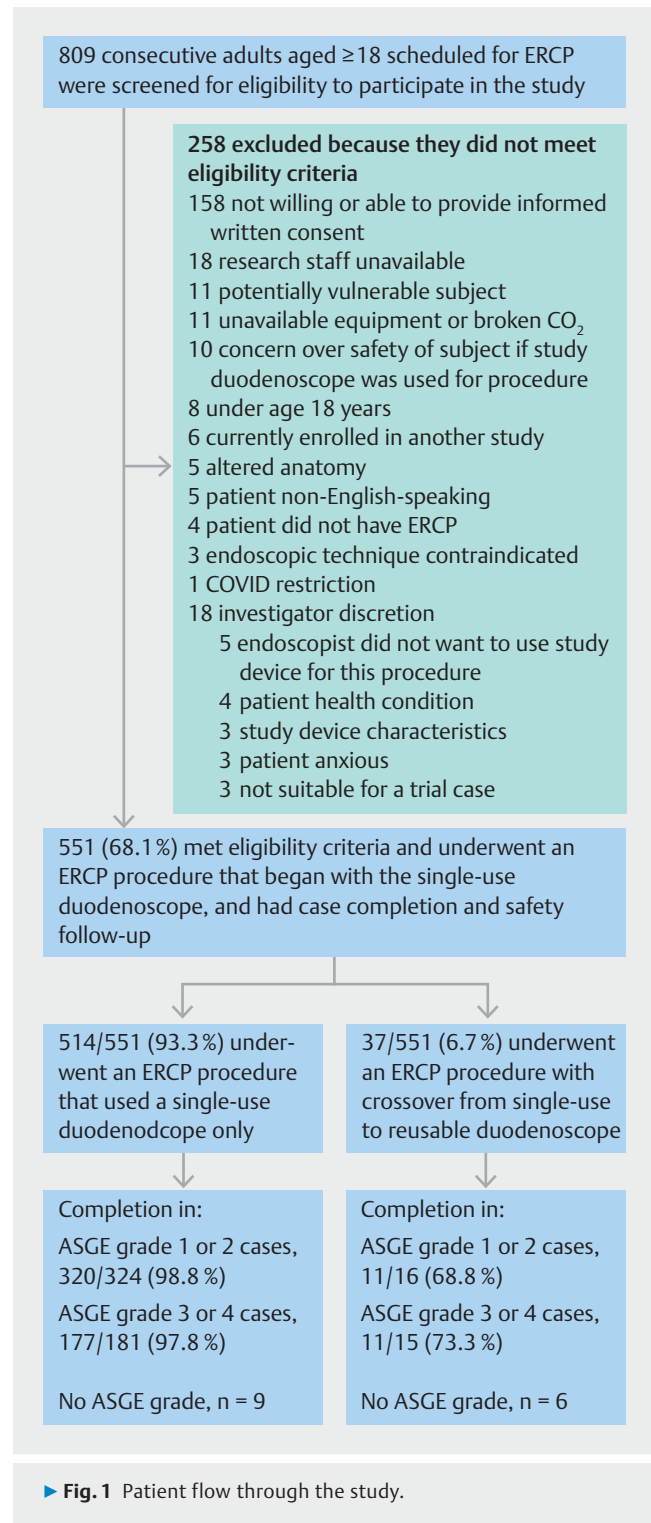 809 consecutive adults aged ≥18 scheduled for ERCP
were screened for eligibility to participate in the study
258 excluded because they did not meet
eligibility criteria
158 not willing or able to provide informed
written consent
18 research staff unavailable
11 potentially vulnerable subject
11 unavailable equipment or broken CO₂
10 concern over safety of subject if study
duodenoscope was used for procedure
8 under age 18 years
6 currently enrolled in another study
5 altered anatomy
5 patient non-English-speaking
4 patient did not have ERCP
3 endoscopic technique contraindicated
1 COVID restriction
18 investigator discretion
5 endoscopist did not want to use study
device for this procedure
4 patient health condition
3 study device characteristics
3 patient anxious
3 not suitable for a trial case
551 (68.1%) met eligibility criteria and underwent an
ERCP procedure that began with the single-use
duodenoscope, and had case completion and safety
follow-up
514/551 (93.3%) under-
went an ERCP procedure
that used a single-use
duodenodcope only
37/551 (6.7%) underwent
an ERCP procedure with
crossover from single-use
to reusable duodenoscope
Completion in:
ASGE grade 1 or 2 cases,
320/324 (98.8%)
ASGE grade 3 or 4 cases,
177/181 (97.8%)
No ASGE grade, n = 9
Completion in:
ASGE grade 1 or 2 cases,
11/16 (68.8%)
ASGE grade 3 or 4 cases,
11/15 (73.3%)
No ASGE grade, n = 6
▶ Fig. 1 Patient flow through the study.